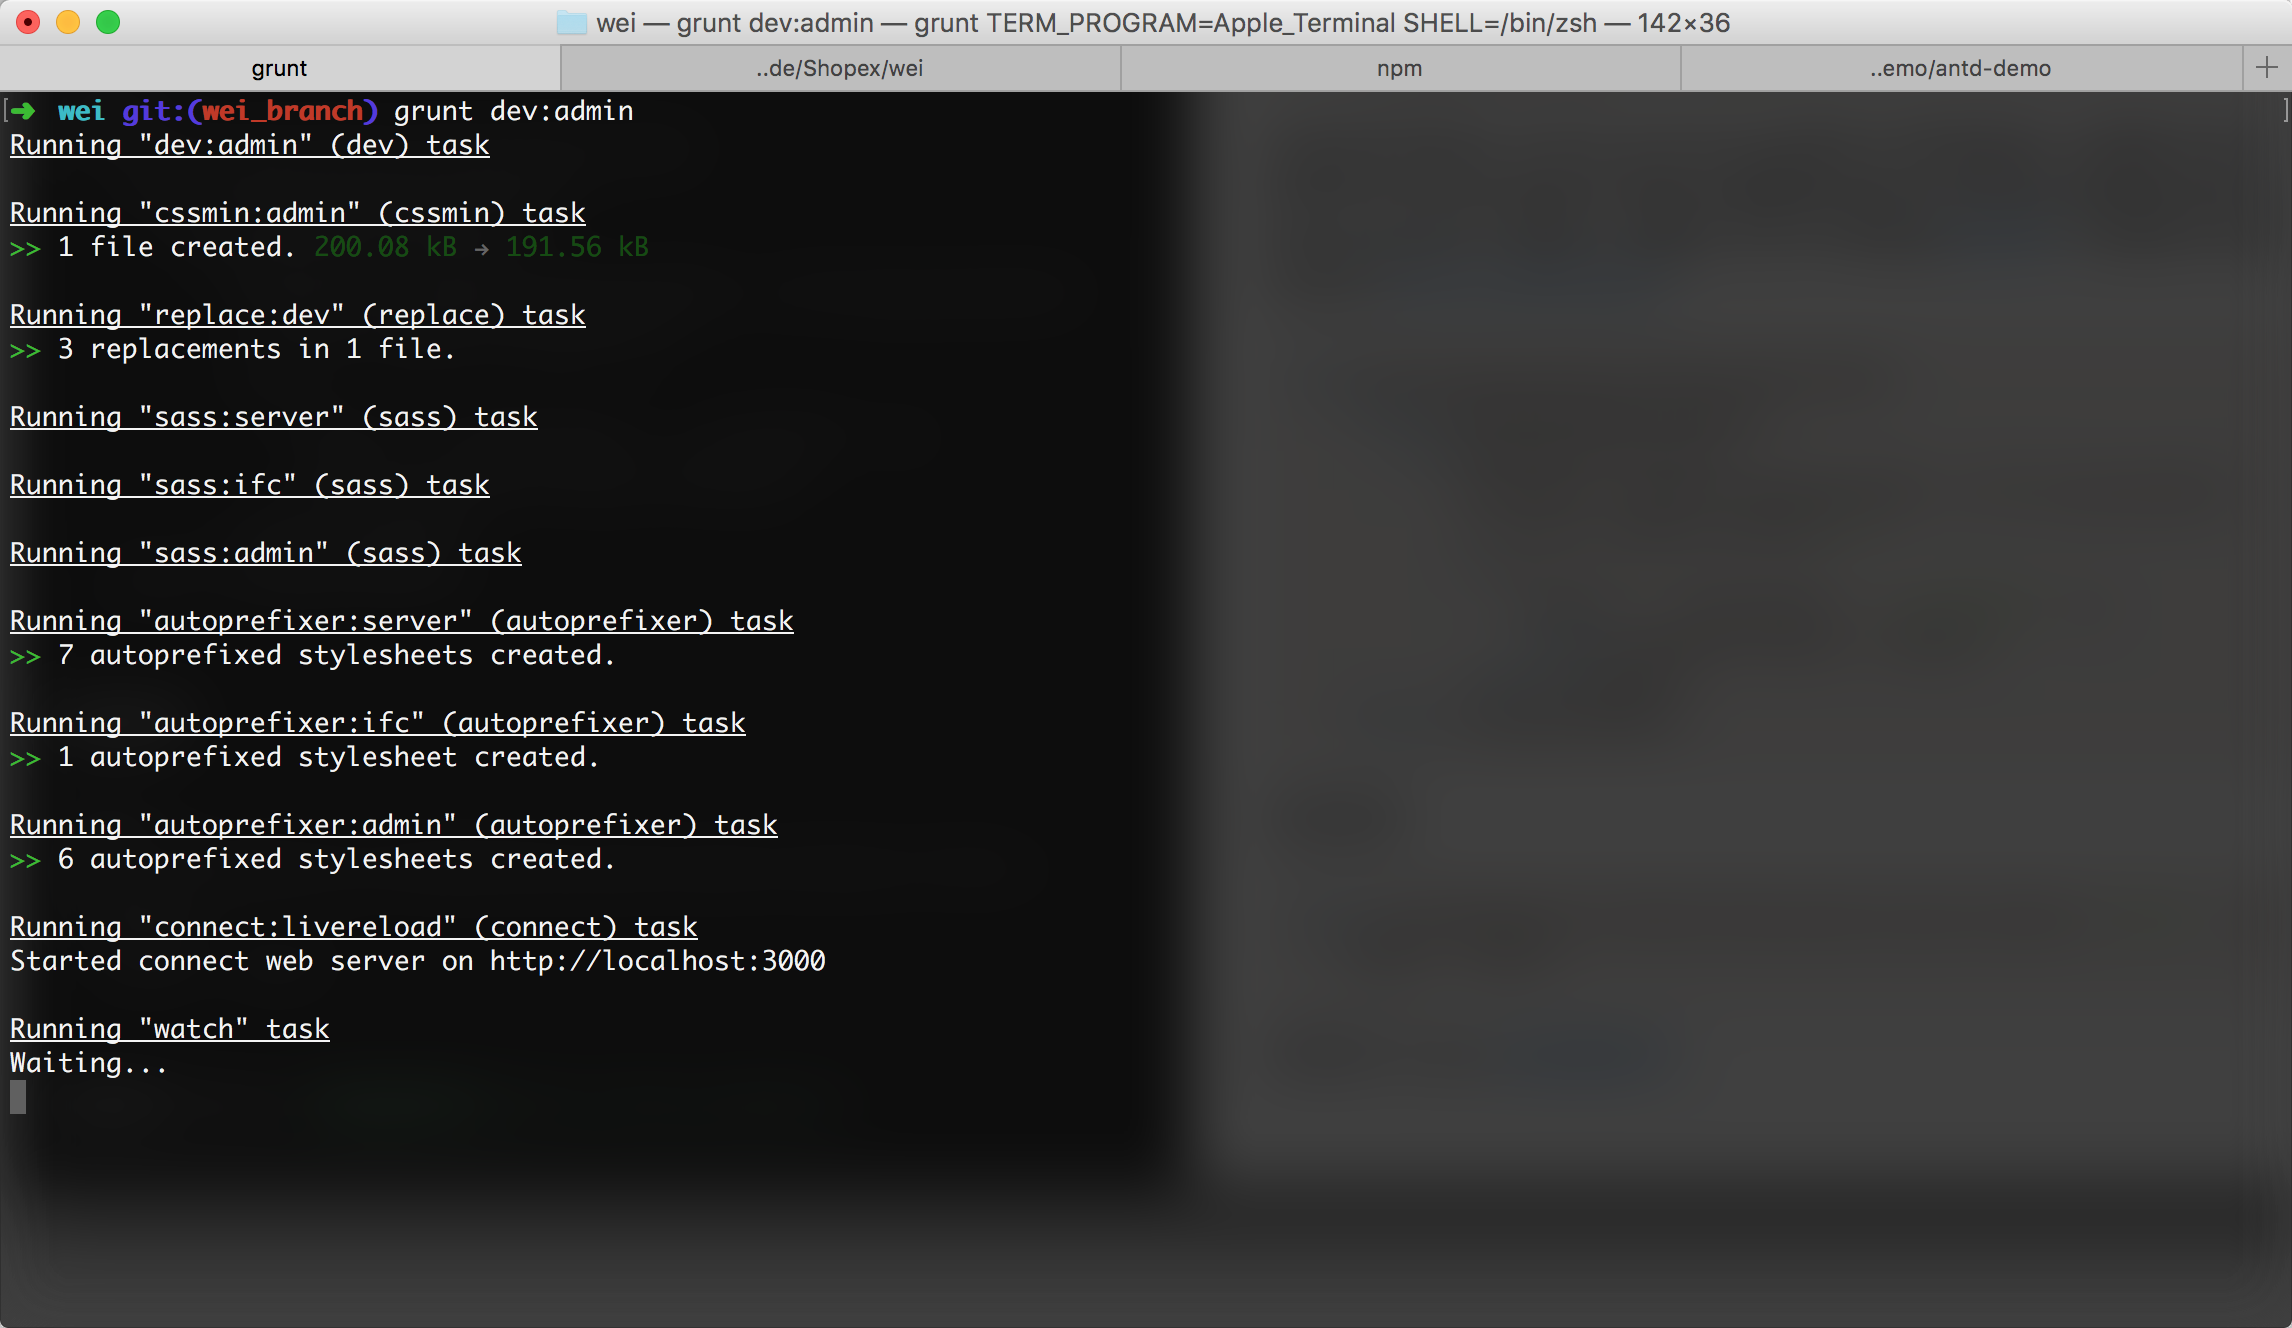 wei — grunt dev:admin — grunt TERM_PROGRAM=Apple_Terminal SHELL=/bin/zsh — 142×36
grunt ..de/Shopex/wei npm ..emo/antd-demo +
[➜ wei git:(wei_branch) grunt dev:admin ]
Running "dev:admin" (dev) task
Running "cssmin:admin" (cssmin) task
>> 1 file created. 200.08 kB → 191.56 kB
Running "replace:dev" (replace) task
>> 3 replacements in 1 file.
Running "sass:server" (sass) task
Running "sass:ifc" (sass) task
Running "sass:admin" (sass) task
Running "autoprefixer:server" (autoprefixer) task
>> 7 autoprefixed stylesheets created.
Running "autoprefixer:ifc" (autoprefixer) task
>> 1 autoprefixed stylesheet created.
Running "autoprefixer:admin" (autoprefixer) task
>> 6 autoprefixed stylesheets created.
Running "connect:livereload" (connect) task
Started connect web server on http://localhost:3000
Running "watch" task
Waiting...